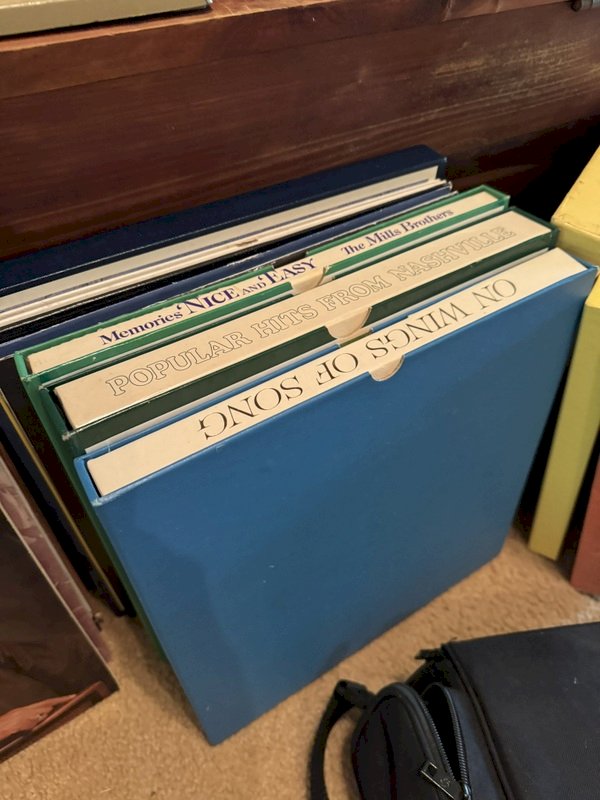 Memories 'NICE AND EASY The Mills Brothers
POPULAR HITS FROM NASHVILLE
ON WINGS OF SONG